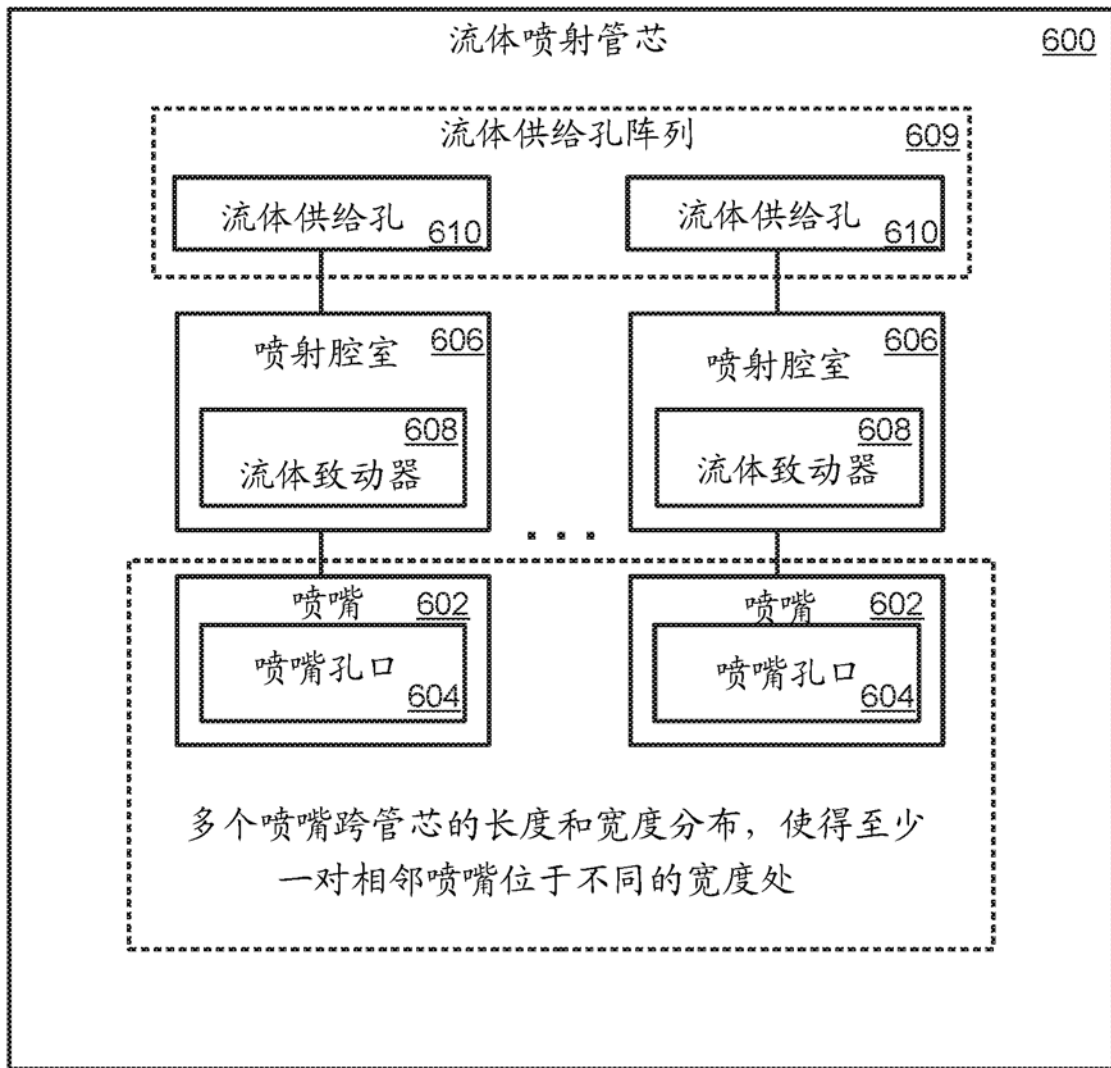 流体喷射管芯 600
流体供给孔阵列 609
流体供给孔 610 流体供给孔 610
喷射腔室 606 喷射腔室 606
608 608
流体致动器 流体致动器
...
喷嘴 602 喷嘴 602
喷嘴孔口 604 喷嘴孔口 604
多个喷嘴跨管芯的长度和宽度分布，使得至少
一对相邻喷嘴位于不同的宽度处